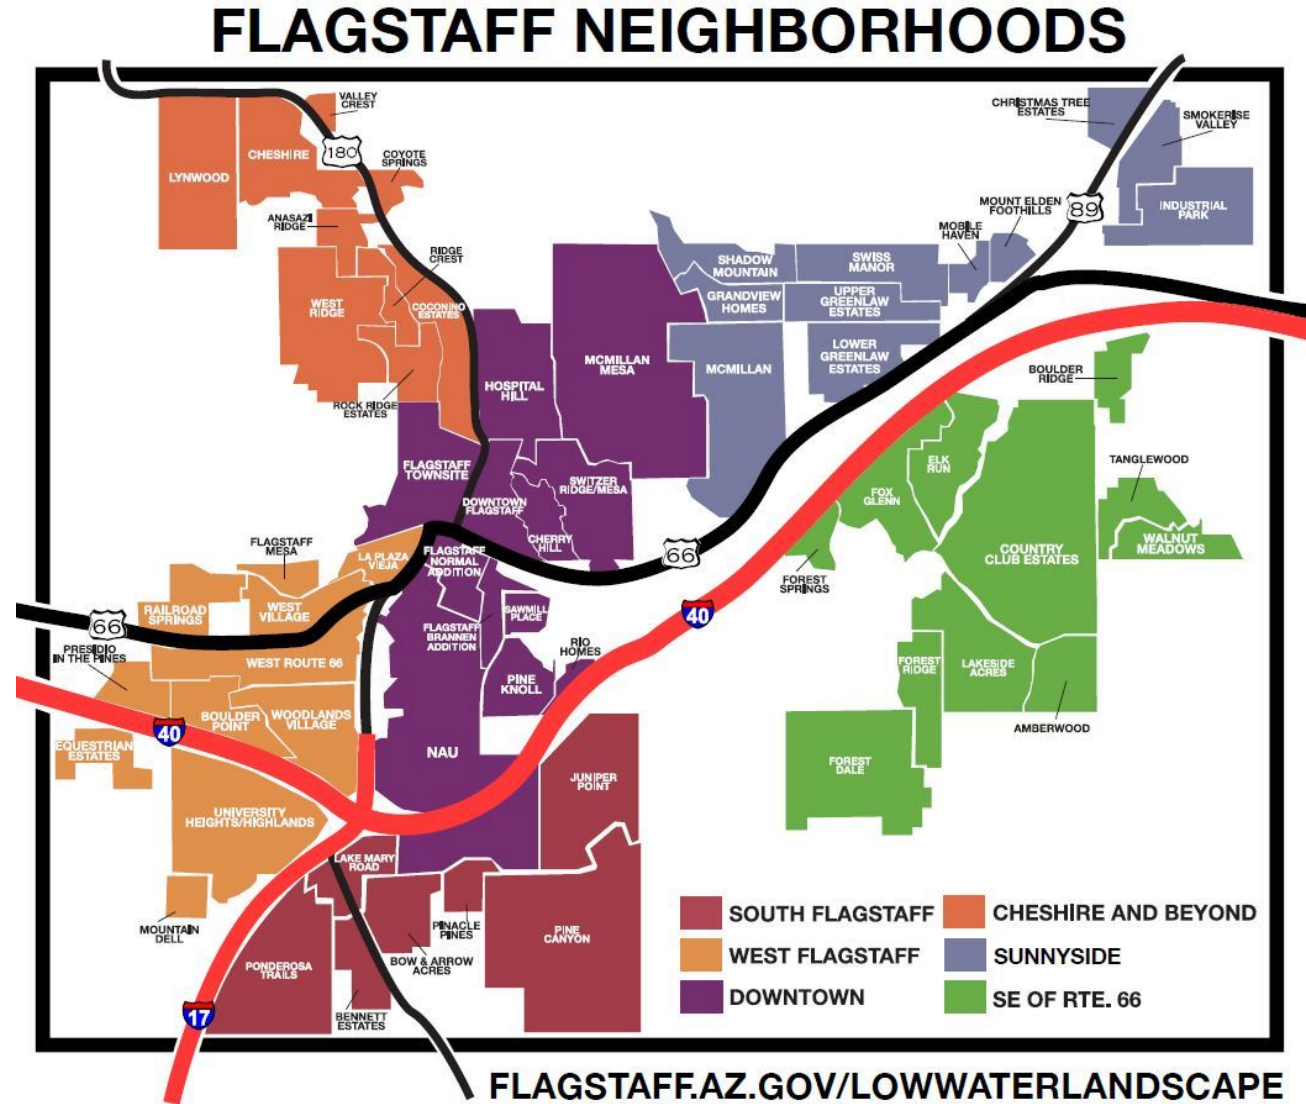 FLAGSTAFF NEIGHBORHOODS
VALLEY
CREST
CHESHIRE
180
COYOTE
SPRINGS
LYNWOOD
ANASAZI
RIDGE
RIDGE
CREST
WEST
RIDGE
COCONINO
ESTATES
ROCK RIDGE
ESTATES
CHRISTMAS TREE
ESTATES
SMOKERISE
VALLEY
MOUNT ELDEN
FOOTHILLS
89
INDUSTRIAL
PARK
MOBILE
HAVEN
SHADOW
MOUNTAIN
SWISS
MANOR
GRANDVIEW
HOMES
UPPER
GREENLAW
ESTATES
LOWER
GREENLAW
ESTATES
MCMILLAN
MCMILLAN
MESA
HOSPITAL
HILL
FLAGSTAFF
TOWNSITE
DOWNTOWN
FLAGSTAFF
SWITZER
RIDGE/MESA
CHERRY
HILL
66
BOULDER
RIDGE
ELK
RUN
FOX
GLENN
TANGLEWOOD
WALNUT
MEADOWS
COUNTRY
CLUB ESTATES
FOREST
SPRINGS
FOREST
RIDGE
LAKESIDE
ACRES
AMBERWOOD
FOREST
DALE
FLAGSTAFF
MESA
LA PLAZA
VIEJA
FLAGSTAFF
NORMAL
ADDITION
RAILROAD
SPRINGS
WEST
VILLAGE
66
PRESIDIO
IN THE PINES
WEST ROUTE 66
FLAGSTAFF
BRANNEN
ADDITION
SAWMILL
PLACE
RIO
HOMES
40
PINE
KNOLL
BOULDER
POINT
WOODLANDS
VILLAGE
40
EQUESTRIAN
ESTATES
NAU
UNIVERSITY
HEIGHTS/HIGHLANDS
JUNIPER
POINT
LAKE MARY
ROAD
MOUNTAIN
DELL
PINACLE
PINES
PINE
CANYON
PONDEROSA
TRAILS
BOW & ARROW
ACRES
17
BENNETT
ESTATES
SOUTH FLAGSTAFF
WEST FLAGSTAFF
DOWNTOWN
CHESHIRE AND BEYOND
SUNNYSIDE
SE OF RTE. 66
FLAGSTAFF.AZ.GOV/LOWWATERLANDSCAPE